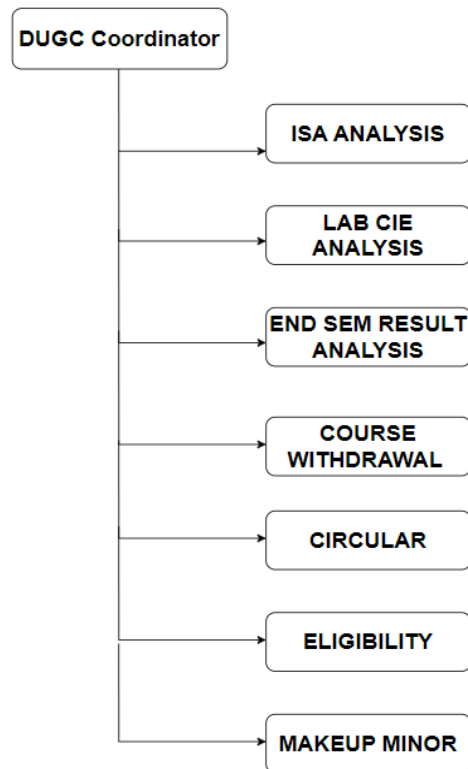 DUGC Coordinator
ISA ANALYSIS
LAB CIE
ANALYSIS
END SEM RESULT
ANALYSIS
COURSE
WITHDRAWAL
CIRCULAR
ELIGIBILITY
MAKEUP MINOR